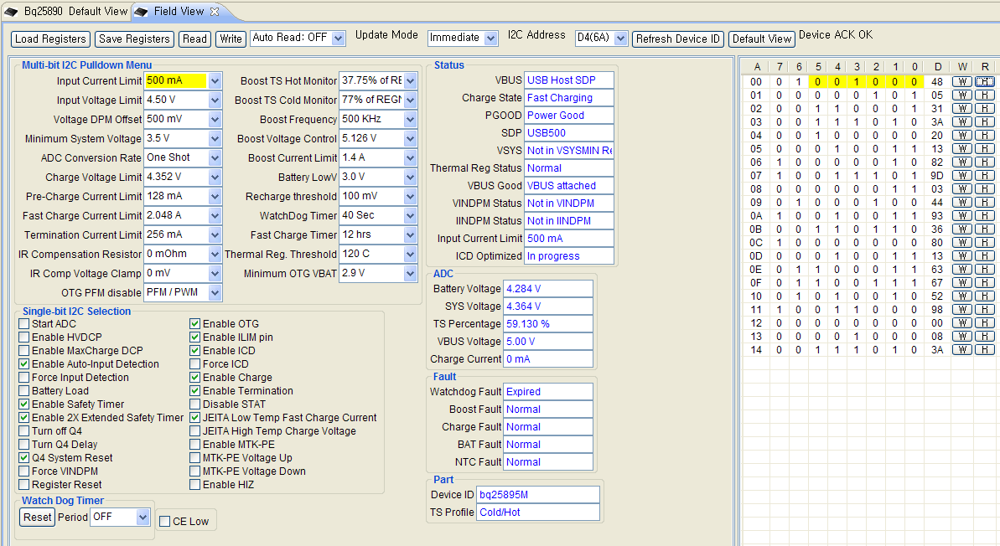 Bq25890 Default View Field View
Load Registers Save Registers Read Write Auto Read: OFF Update Mode Immediate I2C Address D4(6A) Refresh Device ID Default View Device ACK OK
Multi-bit I2C Pulldown Menu
Input Current Limit 500 mA Boost TS Hot Monitor 37.75% of RE
Input Voltage Limit 4.50 V Boost TS Cold Monitor 77% of REGN
Voltage DPM Offset 500 mV Boost Frequency 500 KHz
Minimum System Voltage 3.5 V Boost Voltage Control 5.126 V
ADC Conversion Rate One Shot Boost Current Limit 1.4 A
Charge Voltage Limit 4.352 V Battery LowV 3.0 V
Pre-Charge Current Limit 128 mA Recharge threshold 100 mV
Fast Charge Current Limit 2.048 A WatchDog Timer 40 Sec
Termination Current Limit 256 mA Fast Charge Timer 12 hrs
IR Compensation Resistor 0 mOhm Thermal Reg. Threshold 120 C
IR Comp Voltage Clamp 0 mV Minimum OTG VBAT 2.9 V
OTG PFM disable PFM / PWM
Single-bit I2C Selection
Start ADC Enable OTG
Enable HVDCP Enable ILIM pin
Enable MaxCharge DCP Enable ICD
Enable Auto-Input Detection Force ICD
Force Input Detection Enable Charge
Battery Load Enable Termination
Enable Safety Timer Disable STAT
Enable 2X Extended Safety Timer JEITA Low Temp Fast Charge Current
Turn off Q4 JEITA High Temp Charge Voltage
Turn Q4 Delay Enable MTK-PE
Q4 System Reset MTK-PE Voltage Up
Force VINDPM MTK-PE Voltage Down
Register Reset Enable HIZ
Watch Dog Timer
Reset Period OFF CE Low
Status
VBUS USB Host SDP
Charge State Fast Charging
PGOOD Power Good
SDP USB500
VSYS Not in VSYSMIN Re
Thermal Reg Status Normal
VBUS Good VBUS attached
VINDPM Status Not in VINDPM
IINDPM Status Not in IINDPM
Input Current Limit 500 mA
ICD Optimized In progress
ADC
Battery Voltage 4.284 V
SYS Voltage 4.364 V
TS Percentage 59.130 %
VBUS Voltage 5.00 V
Charge Current 0 mA
Fault
Watchdog Fault Expired
Boost Fault Normal
Charge Fault Normal
BAT Fault Normal
NTC Fault Normal
Part
Device ID bq25895M
TS Profile Cold/Hot
A 7 6 5 4 3 2 1 0 D W R
00 0 1 0 0 1 0 0 0 48 W R
01 0 0 0 0 0 1 0 1 05 W R
02 0 0 1 1 0 0 0 1 31 W R
03 0 0 1 1 1 0 1 0 3A W R
04 0 0 1 0 0 0 0 0 20 W R
05 0 0 0 1 0 0 1 1 13 W R
06 1 0 0 0 0 0 1 0 82 W R
07 1 0 0 1 1 1 0 1 9D W R
08 0 0 0 0 0 0 1 1 03 W R
09 0 1 0 0 0 1 0 0 44 W R
0A 1 0 0 1 0 0 1 1 93 W R
0B 0 0 1 1 0 1 1 0 36 W R
0C 1 0 0 0 0 0 0 0 80 W R
0D 0 0 0 1 0 0 1 1 13 W R
0E 0 1 1 0 0 0 1 1 63 W R
0F 0 1 1 0 0 1 1 1 67 W R
10 0 1 0 1 0 0 1 0 52 W R
11 1 0 0 1 1 0 0 0 98 W R
12 0 0 0 0 0 0 0 0 00 W R
13 0 0 0 0 1 0 0 0 08 W R
14 0 0 1 1 1 0 1 0 3A W R